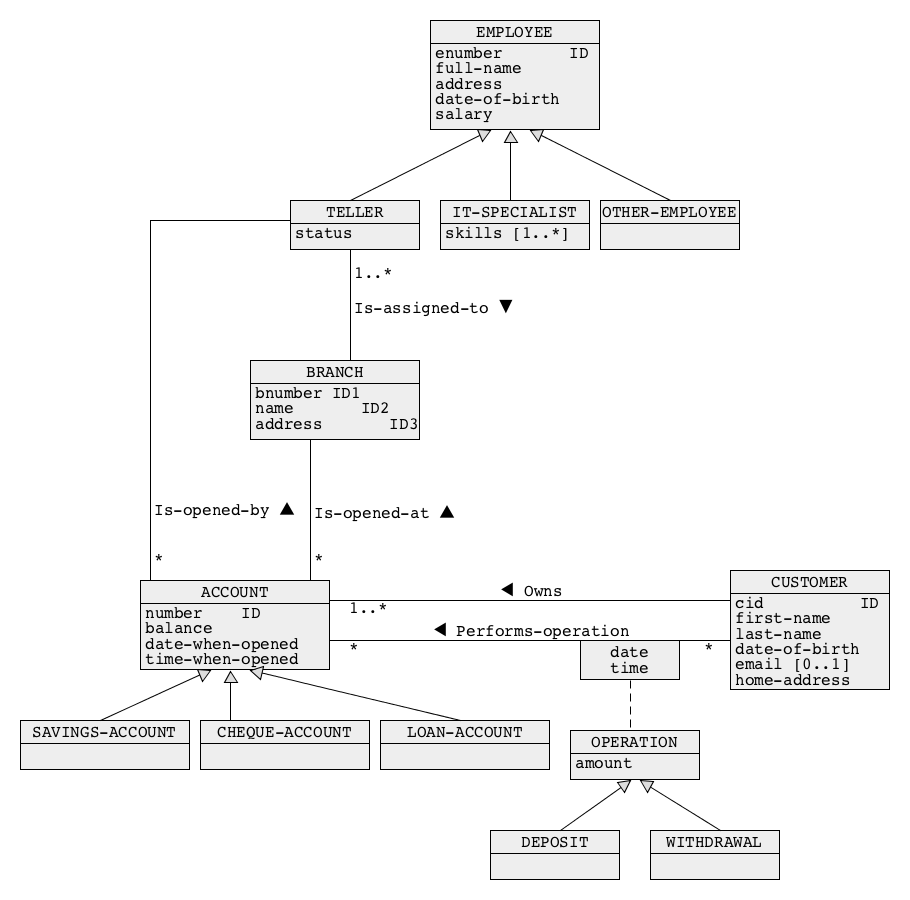 EMPLOYEE
enumber ID
full-name
address
date-of-birth
salary
TELLER
status
IT-SPECIALIST
skills [1..*]
OTHER-EMPLOYEE
1..*
Is-assigned-to ▼
BRANCH
bnumber ID1
name ID2
address ID3
Is-opened-by ▲
Is-opened-at ▲
*
*
ACCOUNT
number ID
balance
date-when-opened
time-when-opened
◀ Owns
1..*
◀ Performs-operation
*
*
date
time
CUSTOMER
cid ID
first-name
last-name
date-of-birth
email [0..1]
home-address
SAVINGS-ACCOUNT
CHEQUE-ACCOUNT
LOAN-ACCOUNT
OPERATION
amount
DEPOSIT
WITHDRAWAL